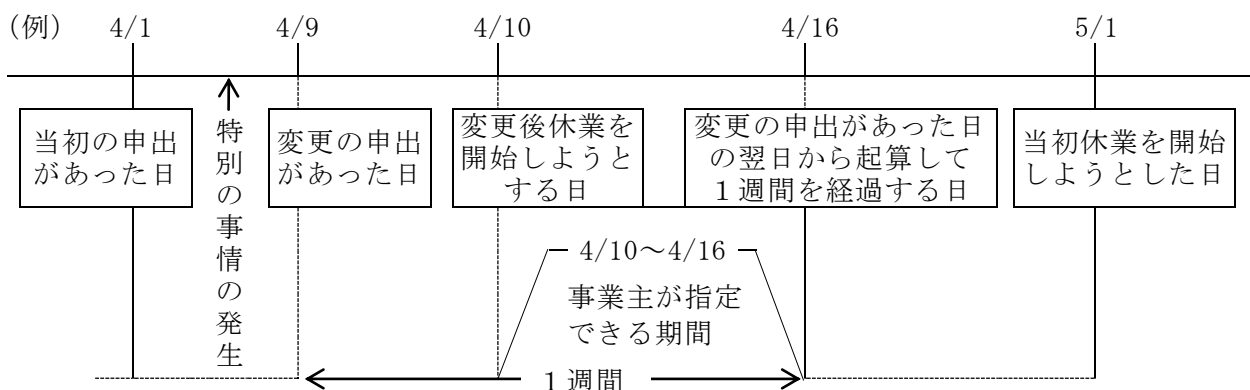 (例) 4/1 4/9 4/10 4/16 5/1
当初の申出
があった日
特別の事情の発生
変更の申出
があった日
変更後休業を
開始しようと
する日
変更の申出があった日
の翌日から起算して
1週間を経過する日
当初休業を開始
しようとした日
4/10〜4/16
事業主が指定
できる期間
1週間